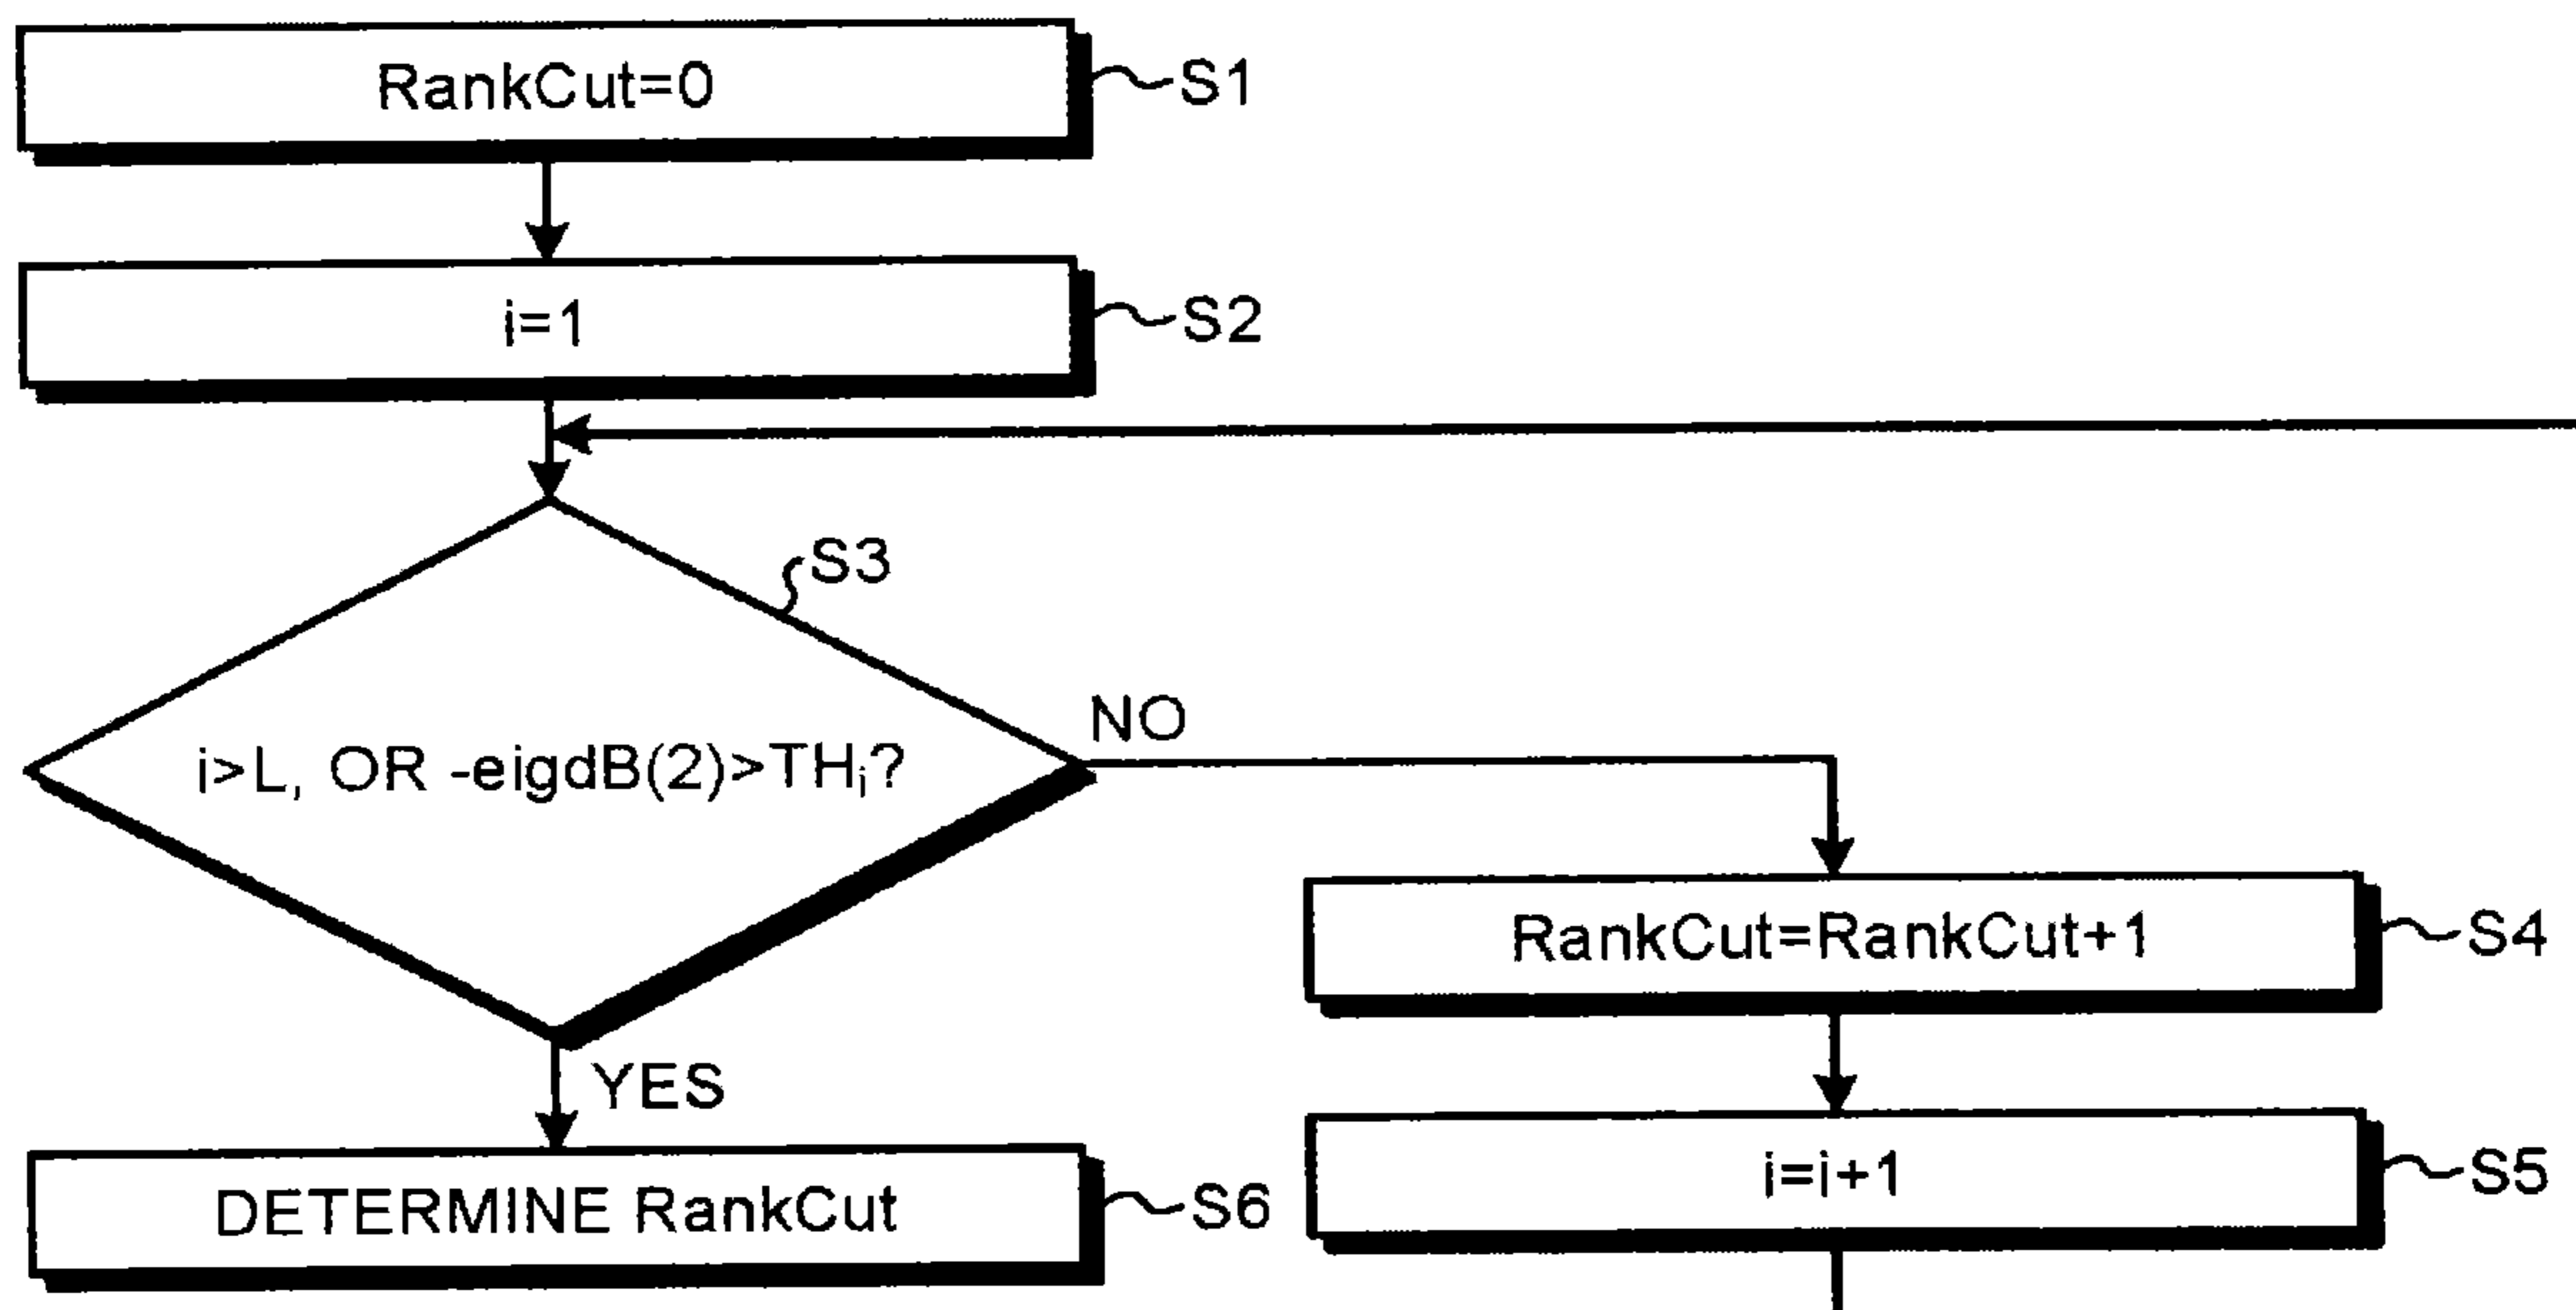 RankCut=0
S1
i=1
S2
S3
i>L, OR -eigdB(2)>THᵢ?
NO
RankCut=RankCut+1
S4
i=i+1
S5
YES
DETERMINE RankCut
S6